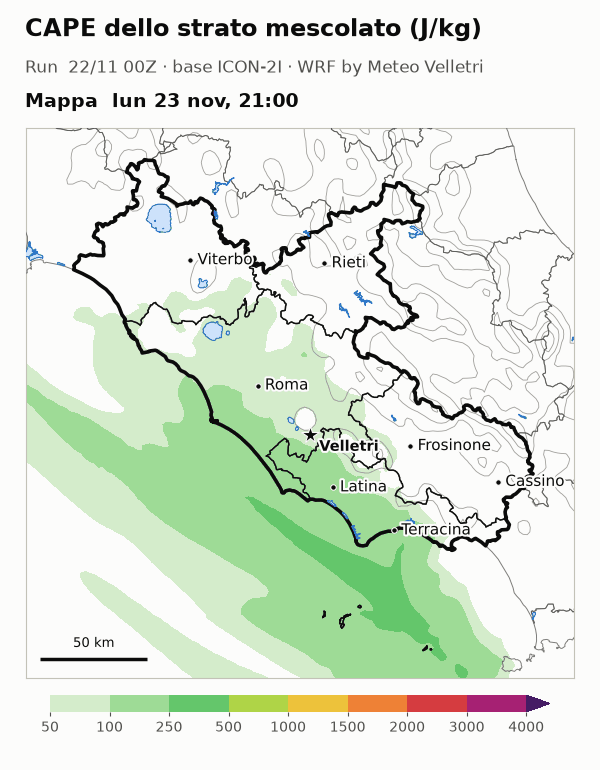 CAPE dello strato mescolato (J/kg)
Run  22/11 00Z · base ICON-2I · WRF by Meteo Velletri
Mappa  lun 23 nov, 21:00
Viterbo
Rieti
Roma
Velletri
Frosinone
Latina
Cassino
Terracina
50 km
50 100 250 500 1000 1500 2000 3000 4000